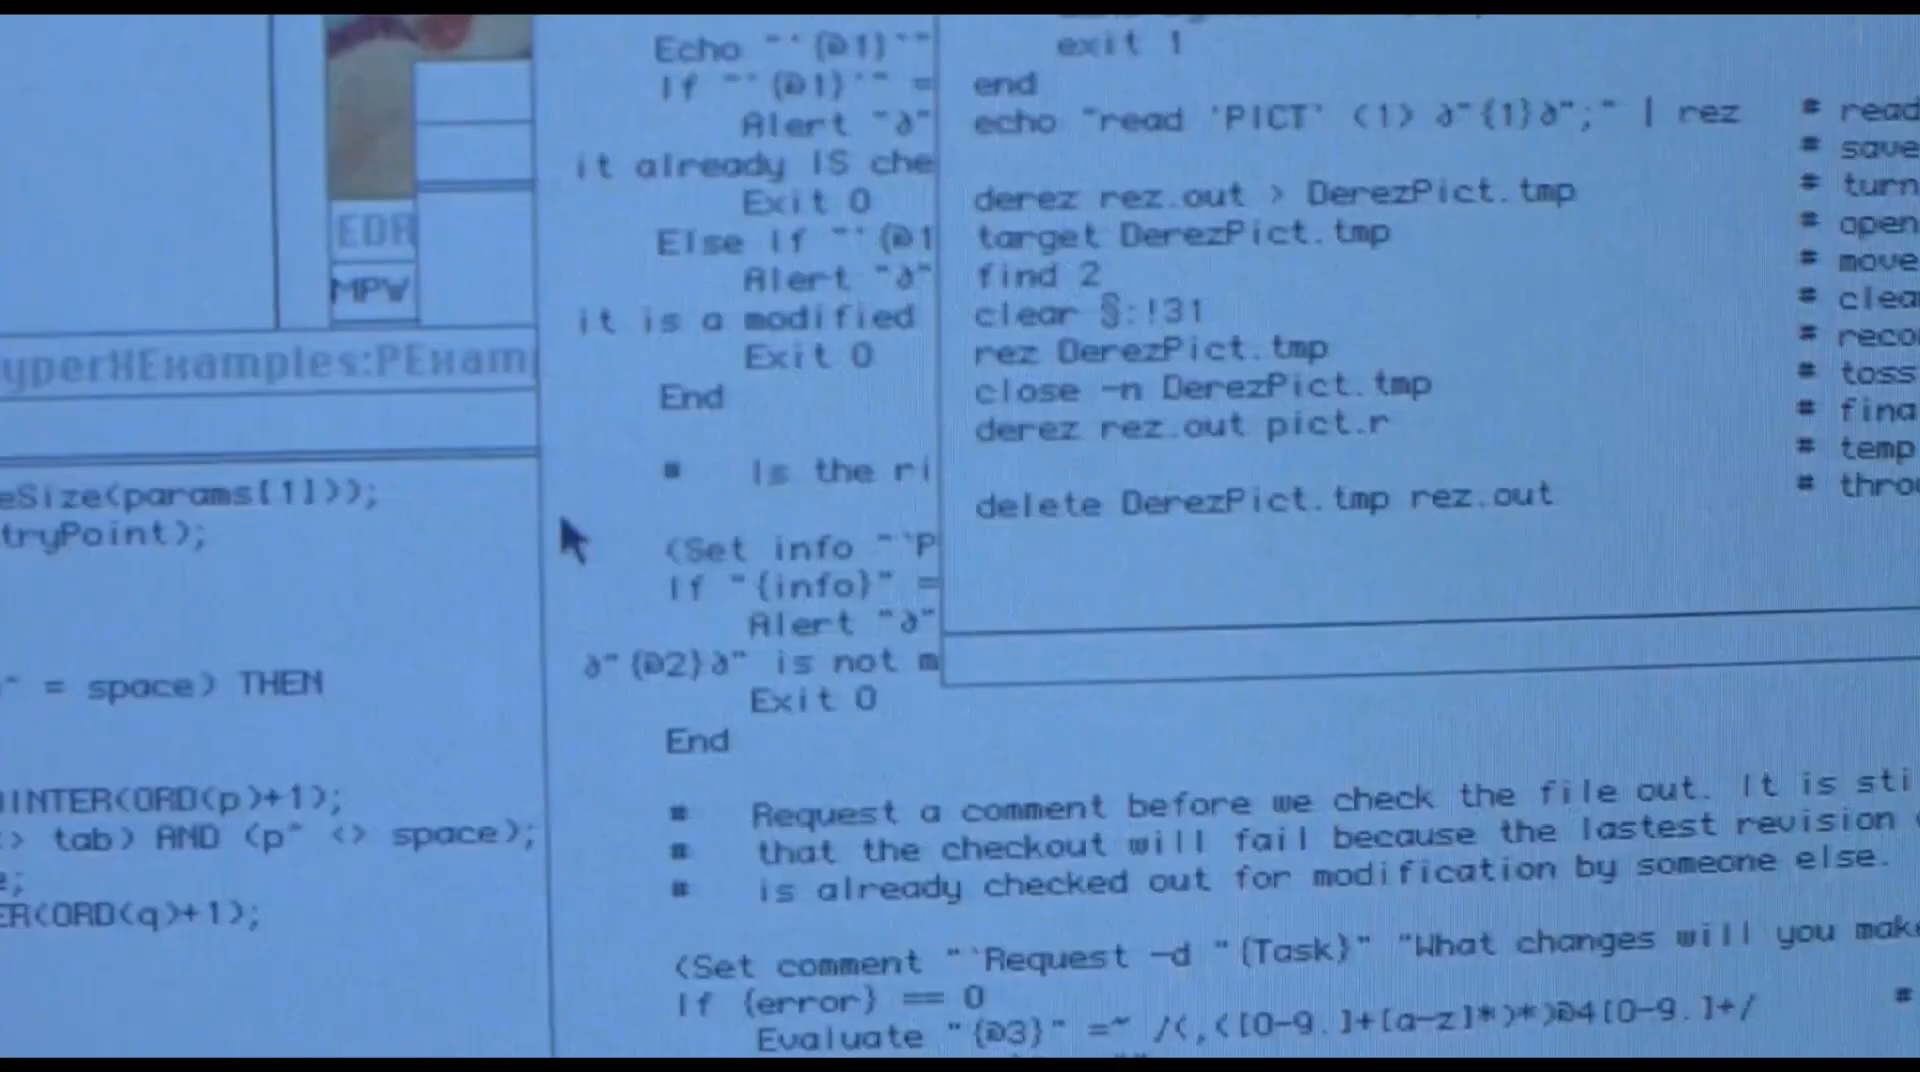 EDR
MPW
yperXExamples:PExam
eSize(params[1]));
tryPoint);
^ = space) THEN
INTER(ORD(p)+1);
> tab) AND (p^ <> space);
e;
ER(ORD(q)+1);
Echo "`{@1}`"
If "`{@1}`" =
Alert "∂"
it already IS che
Exit 0
Else If "`{@1
Alert "∂"
it is a modified
Exit 0
End
# Is the ri
(Set info "`P
If "{info}" =
Alert "∂"
∂"{@2}∂" is not m
Exit 0
End
# Request a comment before we check the file out. It is sti
# that the checkout will fail because the lastest revision
# is already checked out for modification by someone else.
(Set comment "`Request -d "{Task}" "What changes will you make
If {error} == 0
#
Evaluate "{@3}" =~ /(,<[0-9.]+[a-z]*)*)@4[0-9.]+/
exit 1
end
echo "read 'PICT' (1) ∂"{1}∂";" | rez # read
# save
derez rez.out > DerezPict.tmp # turn
target DerezPict.tmp # open
find 2 # move
clear §:!31 # clea
rez DerezPict.tmp # reco
close -n DerezPict.tmp # toss
derez rez.out pict.r # fina
# temp
delete DerezPict.tmp rez.out # throu